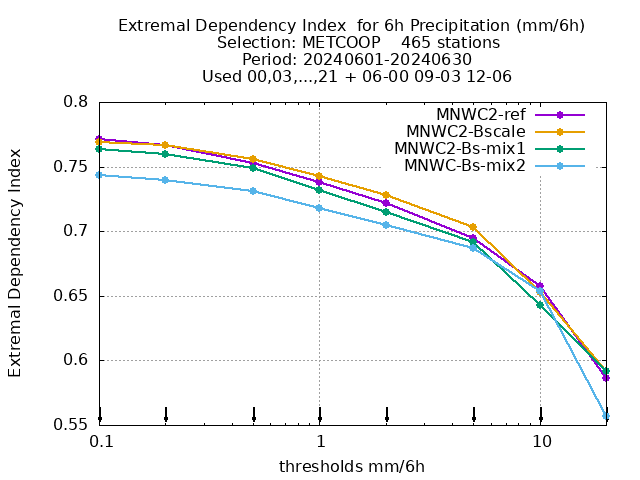 Extremal Dependency Index  for 6h Precipitation (mm/6h)
Selection: METCOOP    465 stations
Period: 20240601-20240630
Used 00,03,...,21 + 06-00 09-03 12-06
MNWC2-ref
MNWC2-Bscale
MNWC2-Bs-mix1
MNWC-Bs-mix2
Extremal Dependency Index
0.8
0.75
0.7
0.65
0.6
0.55
0.1
1
10
thresholds mm/6h